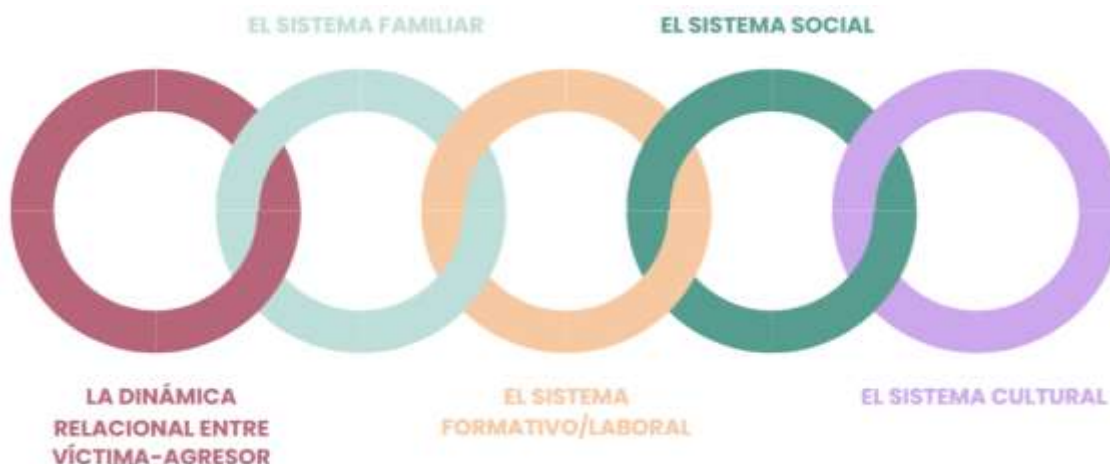 EL SISTEMA FAMILIAR
EL SISTEMA SOCIAL
LA DINÁMICA
RELACIONAL ENTRE
VÍCTIMA-AGRESOR
EL SISTEMA
FORMATIVO/LABORAL
EL SISTEMA CULTURAL